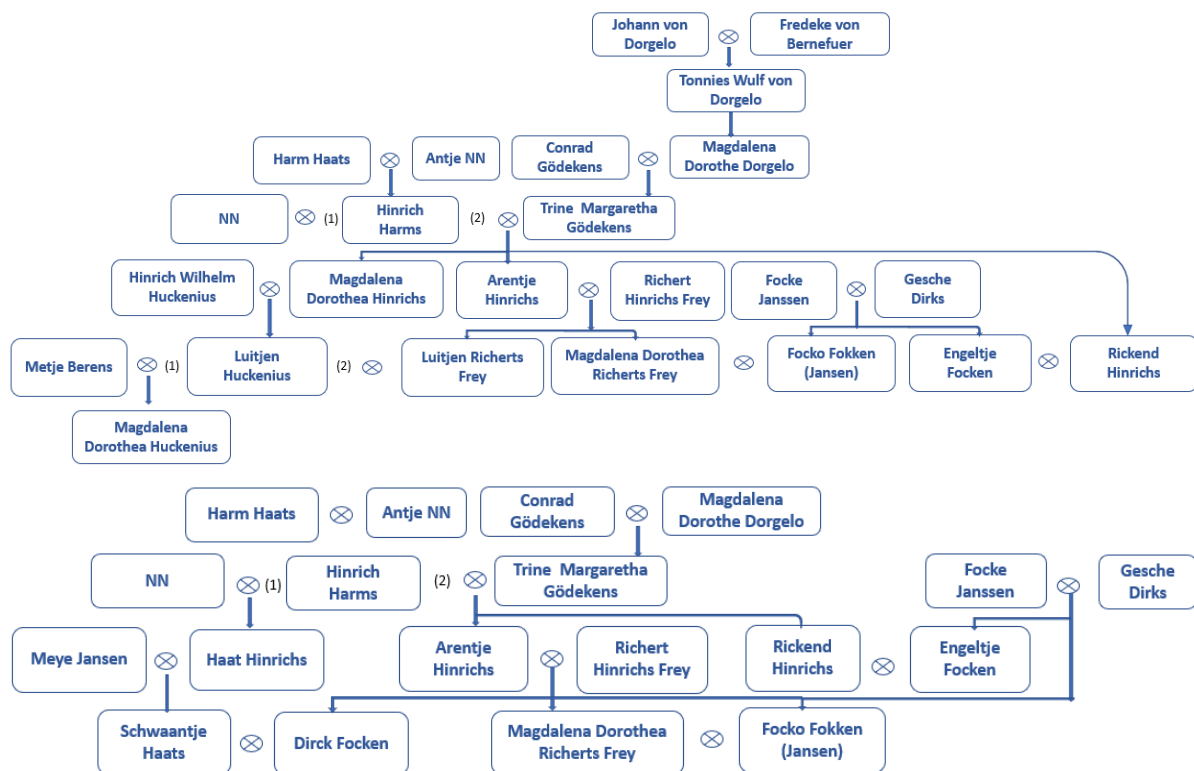 Johann von
Dorgelo
Fredeke von
Bernefuer
Tonnies Wulf von
Dorgelo
Harm Haats
Antje NN
Conrad
Gödekens
Magdalena
Dorothe Dorgelo
NN
(1)
Hinrich
Harms
(2)
Trine Margaretha
Gödekens
Hinrich Wilhelm
Huckenius
Magdalena
Dorothea Hinrichs
Arentje
Hinrichs
Richert
Hinrichs Frey
Focke
Janssen
Gesche
Dirks
Metje Berens
(1)
Luitjen
Huckenius
(2)
Luitjen Richerts
Frey
Magdalena Dorothea
Richerts Frey
Focko Fokken
(Jansen)
Engeltje
Focken
Rickend
Hinrichs
Magdalena
Dorothea Huckenius
Harm Haats
Antje NN
Conrad
Gödekens
Magdalena
Dorothe Dorgelo
NN
(1)
Hinrich
Harms
(2)
Trine Margaretha
Gödekens
Focke
Janssen
Gesche
Dirks
Meye Jansen
Haat Hinrichs
Arentje
Hinrichs
Richert
Hinrichs Frey
Rickend
Hinrichs
Engeltje
Focken
Schwaantje
Haats
Dirck Focken
Magdalena Dorothea
Richerts Frey
Focko Fokken
(Jansen)